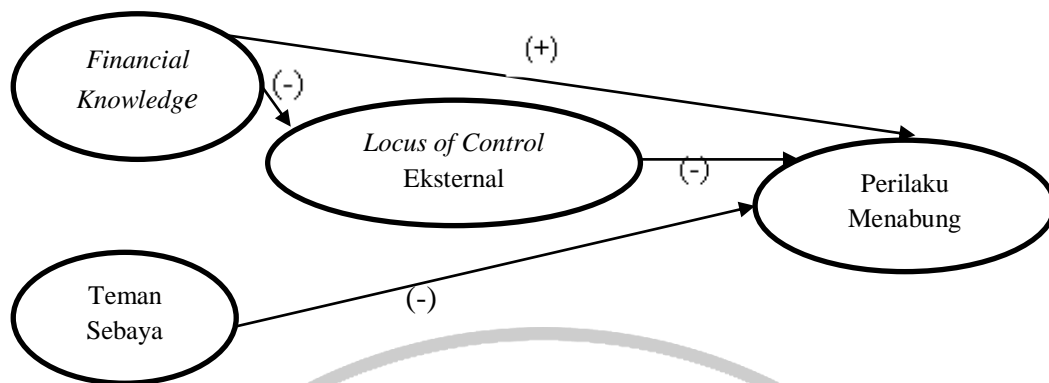 Financial
Knowledge
(+)
(-)
Locus of Control
Eksternal
(-)
Perilaku
Menabung
Teman
Sebaya
(-)